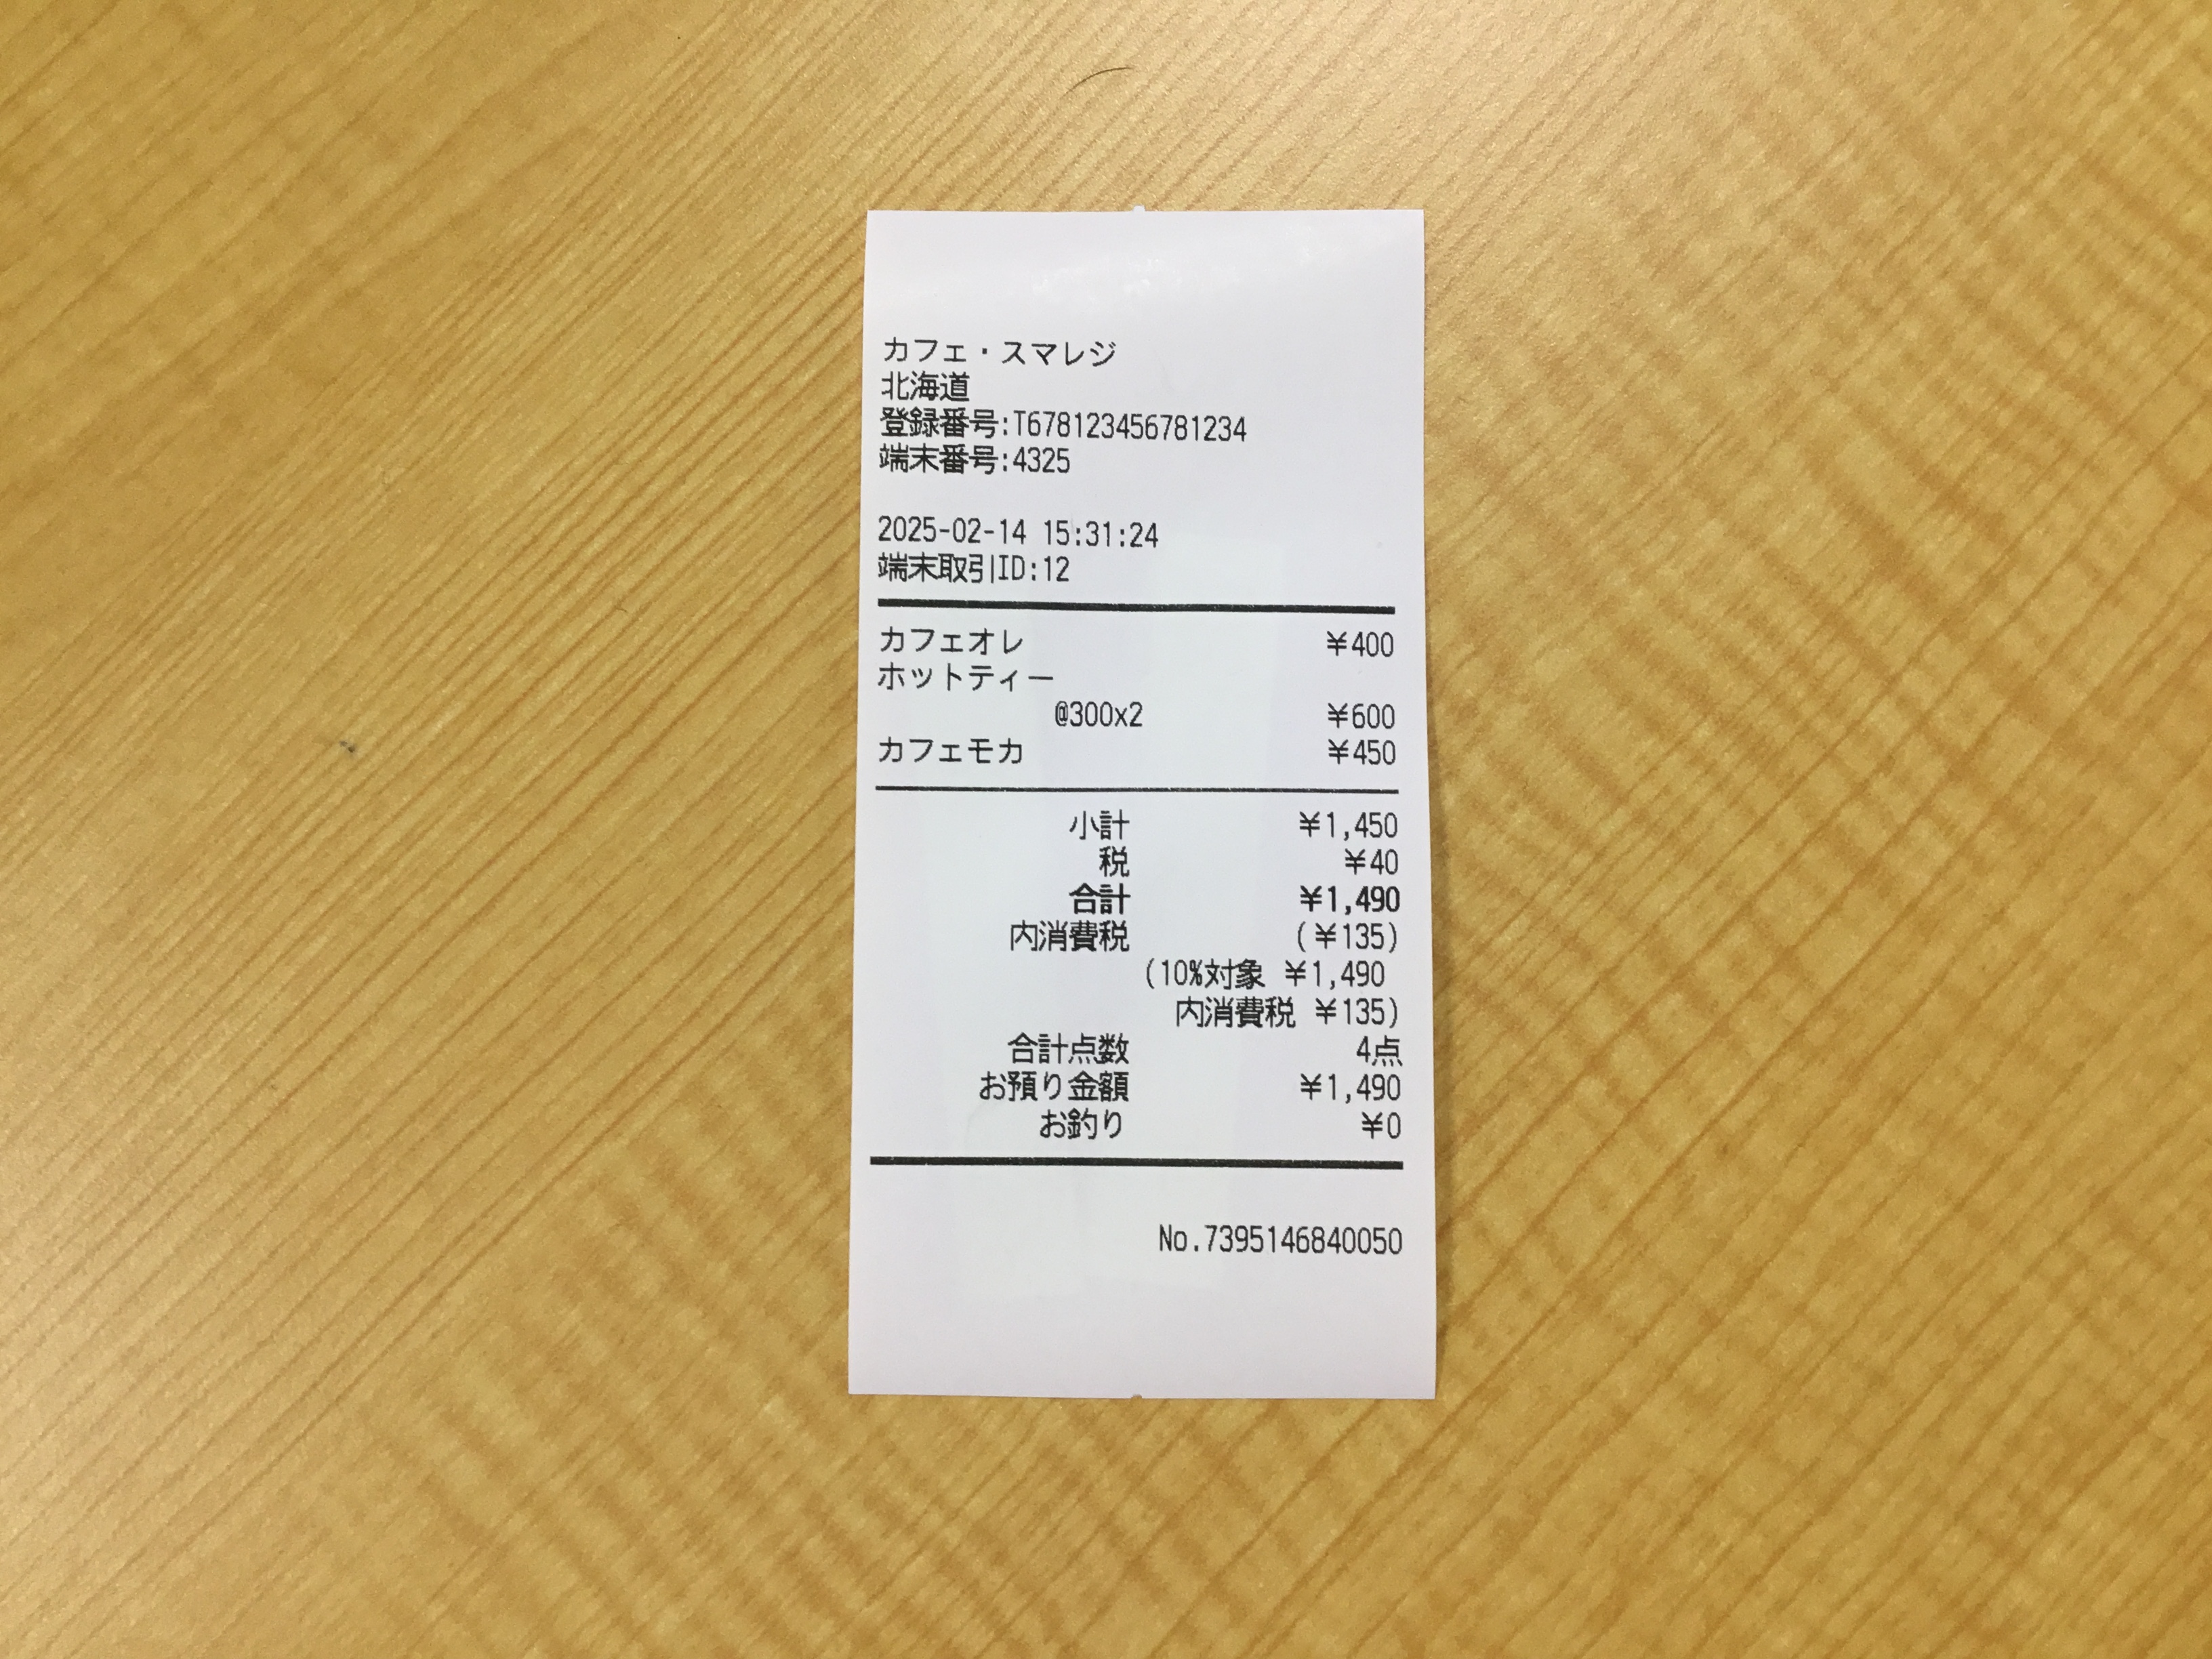 カフェ・スマレジ
北海道
登録番号:T678123456781234
端末番号:4325
2025-02-14 15:31:24
端末取引ID:12
カフェオレ ¥400
ホットティー
@300x2 ¥600
カフェモカ ¥450
小計 ¥1,450
税 ¥40
合計 ¥1,490
内消費税 (¥135)
(10%対象 ¥1,490
内消費税 ¥135)
合計点数 4点
お預り金額 ¥1,490
お釣り ¥0
No.7395146840050